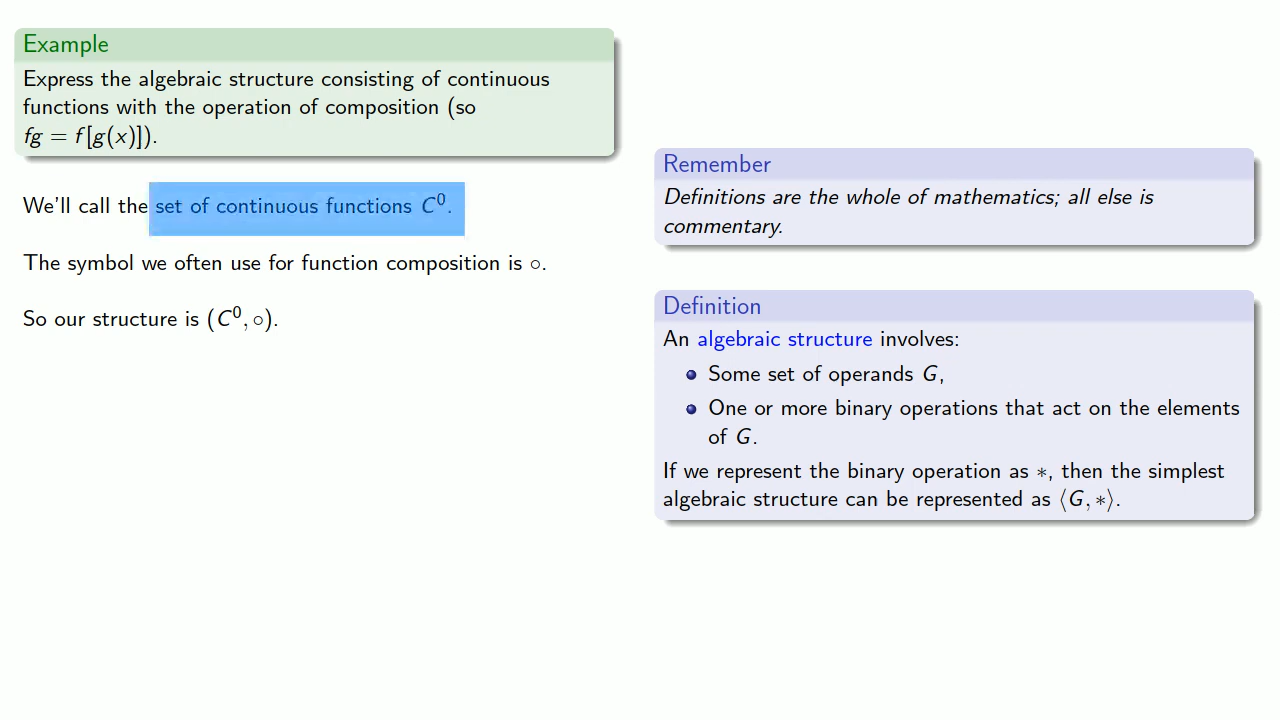 Example
Express the algebraic structure consisting of continuous
functions with the operation of composition (so
fg = f[g(x)]).
We'll call the set of continuous functions C⁰.
The symbol we often use for function composition is ∘.
So our structure is (C⁰, ∘).
Remember
Definitions are the whole of mathematics; all else is
commentary.
Definition
An algebraic structure involves:
Some set of operands G,
One or more binary operations that act on the elements
of G.
If we represent the binary operation as ∗, then the simplest
algebraic structure can be represented as ⟨G, ∗⟩.